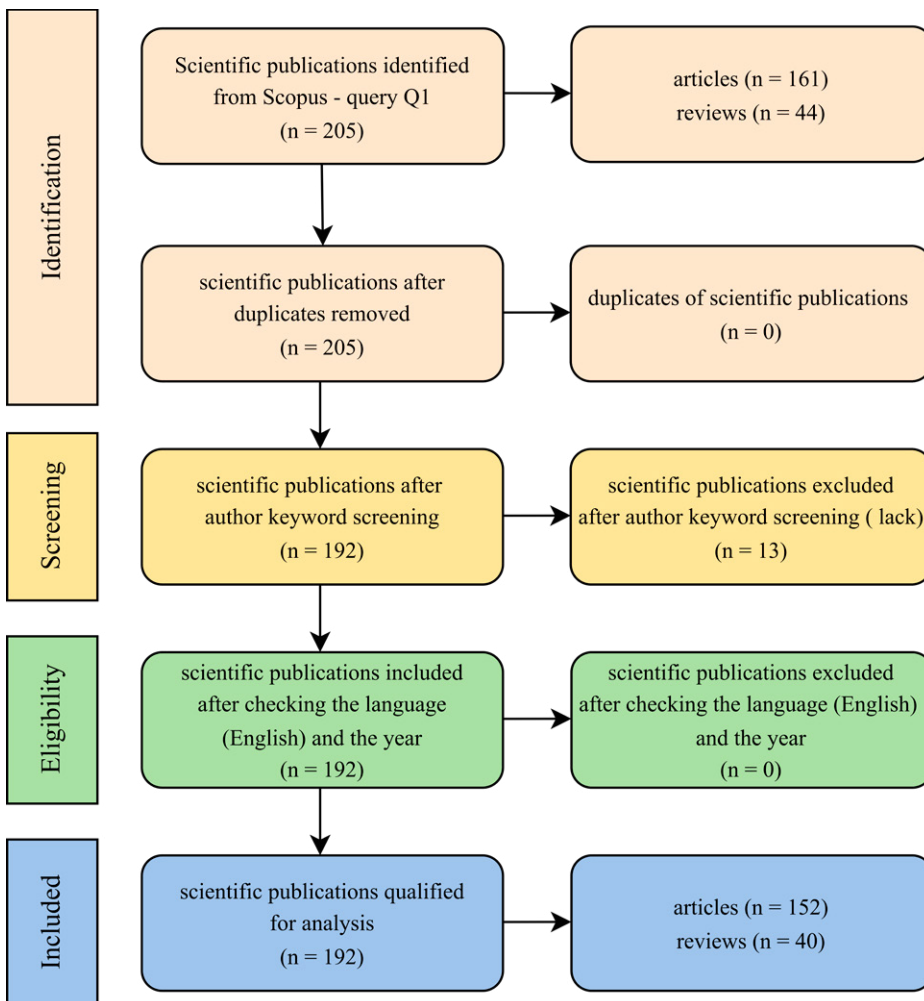 Identification
Scientific publications identified
from Scopus - query Q1
(n = 205)
articles (n = 161)
reviews (n = 44)
scientific publications after
duplicates removed
(n = 205)
duplicates of scientific publications
(n = 0)
Screening
scientific publications after
author keyword screening
(n = 192)
scientific publications excluded
after author keyword screening ( lack)
(n = 13)
Eligibility
scientific publications included
after checking the language
(English) and the year
(n = 192)
scientific publications excluded
after checking the language (English)
and the year
(n = 0)
Included
scientific publications qualified
for analysis
(n = 192)
articles (n = 152)
reviews (n = 40)